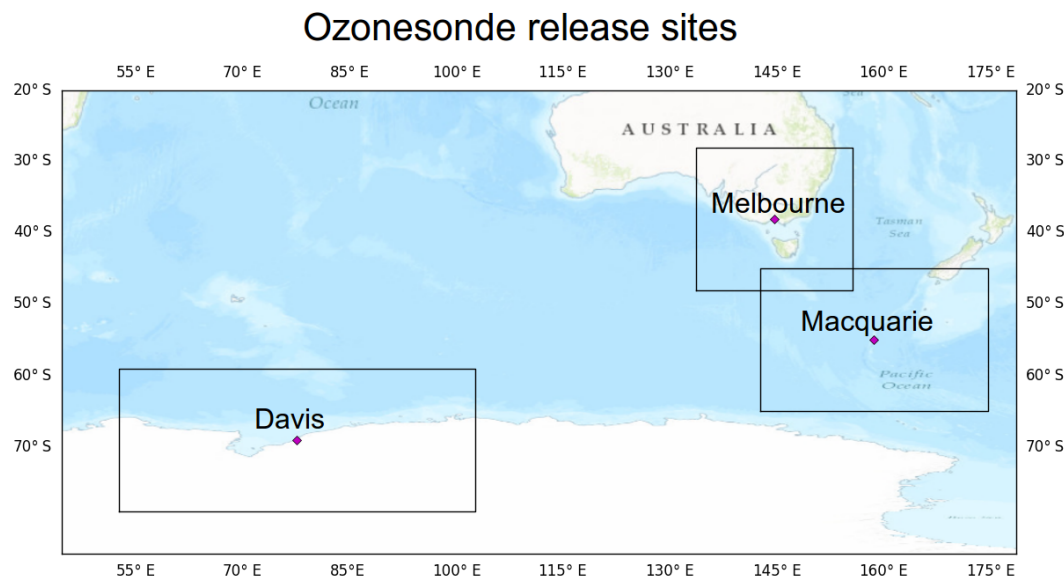 Ozonesonde release sites
55° E 70° E 85° E 100° E 115° E 130° E 145° E 160° E 175° E
20° S 20° S
Ocean
Sea
AUSTRALIA
30° S 30° S
Melbourne
Tasman
Sea
40° S 40° S
50° S 50° S
Macquarie
60° S 60° S
Pacific
Ocean
Davis
70° S 70° S
55° E 70° E 85° E 100° E 115° E 130° E 145° E 160° E 175° E